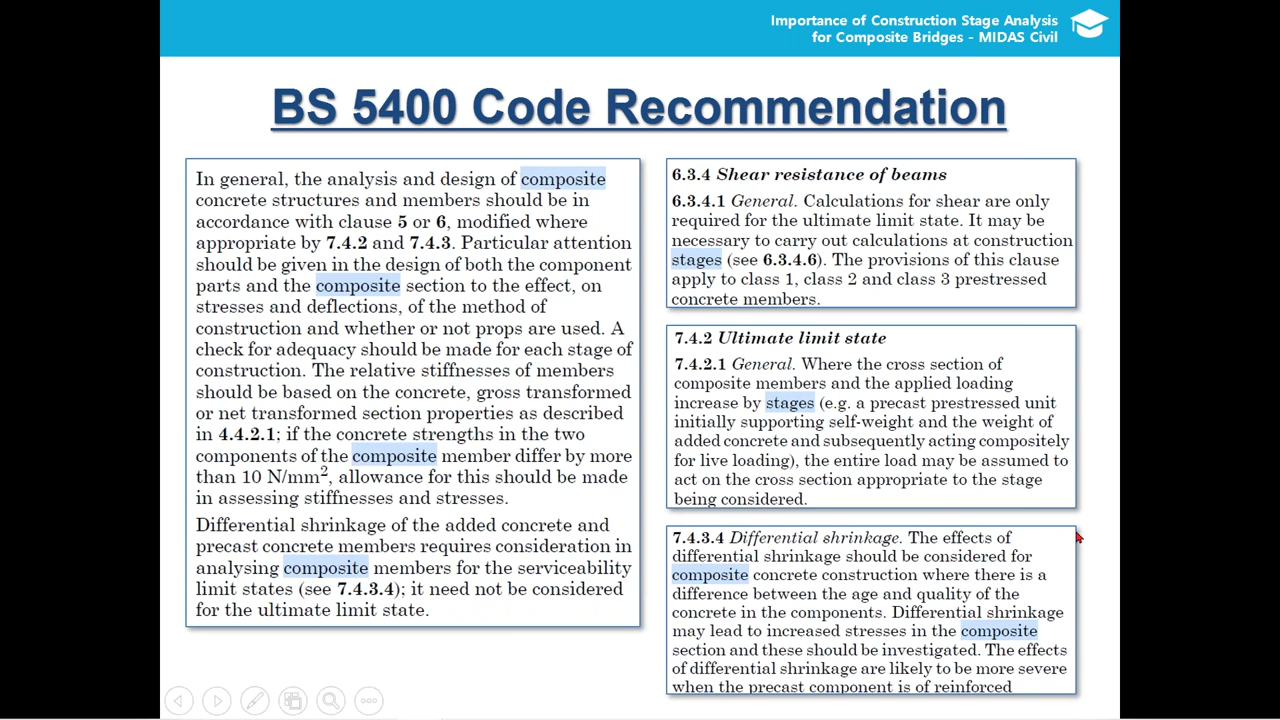 Importance of Construction Stage Analysis
for Composite Bridges - MIDAS Civil
BS 5400 Code Recommendation
In general, the analysis and design of composite
concrete structures and members should be in
accordance with clause 5 or 6, modified where
appropriate by 7.4.2 and 7.4.3. Particular attention
should be given in the design of both the component
parts and the composite section to the effect, on
stresses and deflections, of the method of
construction and whether or not props are used. A
check for adequacy should be made for each stage of
construction. The relative stiffnesses of members
should be based on the concrete, gross transformed
or net transformed section properties as described
in 4.4.2.1; if the concrete strengths in the two
components of the composite member differ by more
than 10 N/mm², allowance for this should be made
in assessing stiffnesses and stresses.
Differential shrinkage of the added concrete and
precast concrete members requires consideration in
analysing composite members for the serviceability
limit states (see 7.4.3.4); it need not be considered
for the ultimate limit state.
6.3.4 Shear resistance of beams
6.3.4.1 General. Calculations for shear are only
required for the ultimate limit state. It may be
necessary to carry out calculations at construction
stages (see 6.3.4.6). The provisions of this clause
apply to class 1, class 2 and class 3 prestressed
concrete members.
7.4.2 Ultimate limit state
7.4.2.1 General. Where the cross section of
composite members and the applied loading
increase by stages (e.g. a precast prestressed unit
initially supporting self-weight and the weight of
added concrete and subsequently acting compositely
for live loading), the entire load may be assumed to
act on the cross section appropriate to the stage
being considered.
7.4.3.4 Differential shrinkage. The effects of
differential shrinkage should be considered for
composite concrete construction where there is a
difference between the age and quality of the
concrete in the components. Differential shrinkage
may lead to increased stresses in the composite
section and these should be investigated. The effects
of differential shrinkage are likely to be more severe
when the precast component is of reinforced